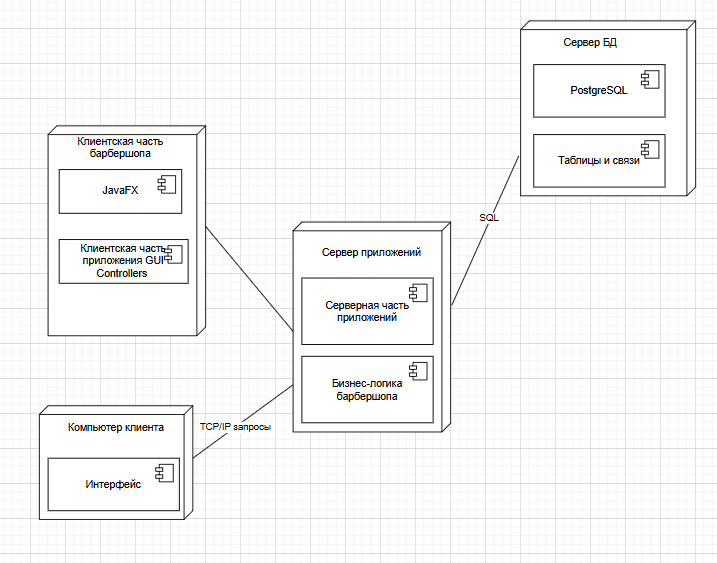 Сервер БД
PostgreSQL
Таблицы и связи
Клиентская часть
барбершопа
JavaFX
Клиентская часть
приложения GUI
Controllers
SQL
Сервер приложений
Серверная часть
приложений
Бизнес-логика
барбершопа
TCP/IP запросы
Компьютер клиента
Интерфейс